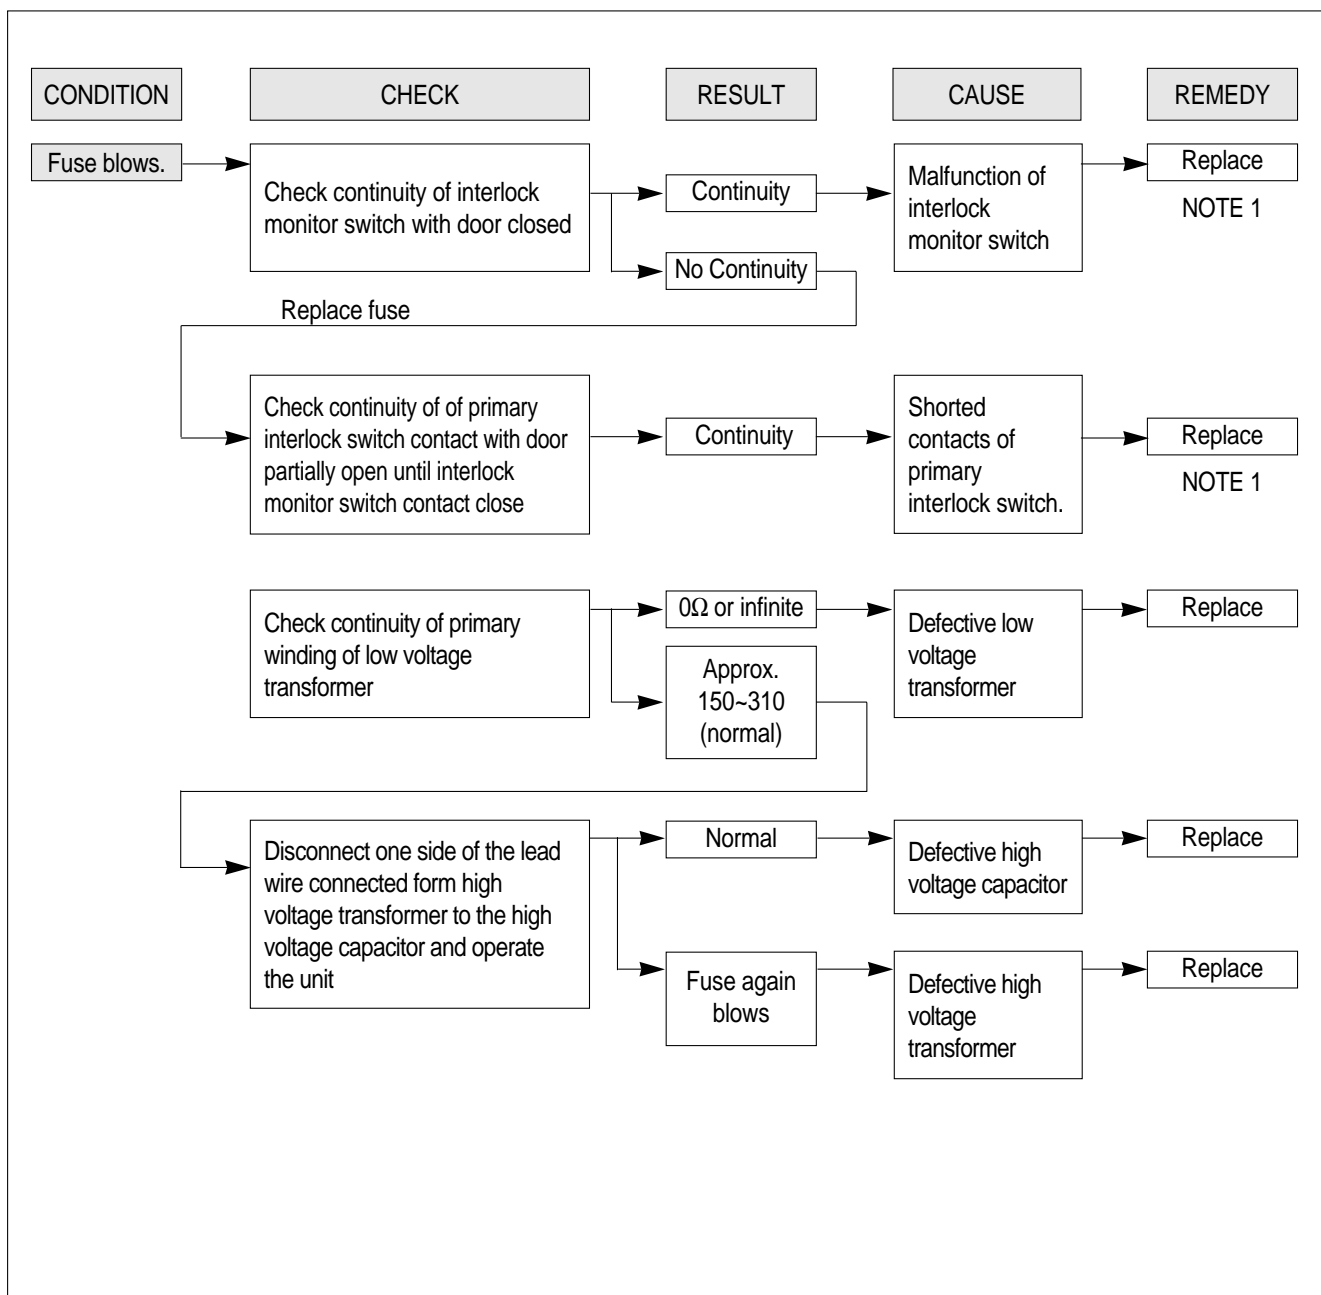 CONDITION
CHECK
RESULT
CAUSE
REMEDY
Fuse blows.
Check continuity of interlock
monitor switch with door closed
Continuity
Malfunction of
interlock
monitor switch
Replace
NOTE 1
No Continuity
Replace fuse
Check continuity of of primary
interlock switch contact with door
partially open until interlock
monitor switch contact close
Continuity
Shorted
contacts of
primary
interlock switch.
Replace
NOTE 1
Check continuity of primary
winding of low voltage
transformer
0Ω or infinite
Defective low
voltage
transformer
Replace
Approx.
150~310
(normal)
Disconnect one side of the lead
wire connected form high
voltage transformer to the high
voltage capacitor and operate
the unit
Normal
Defective high
voltage capacitor
Replace
Fuse again
blows
Defective high
voltage
transformer
Replace